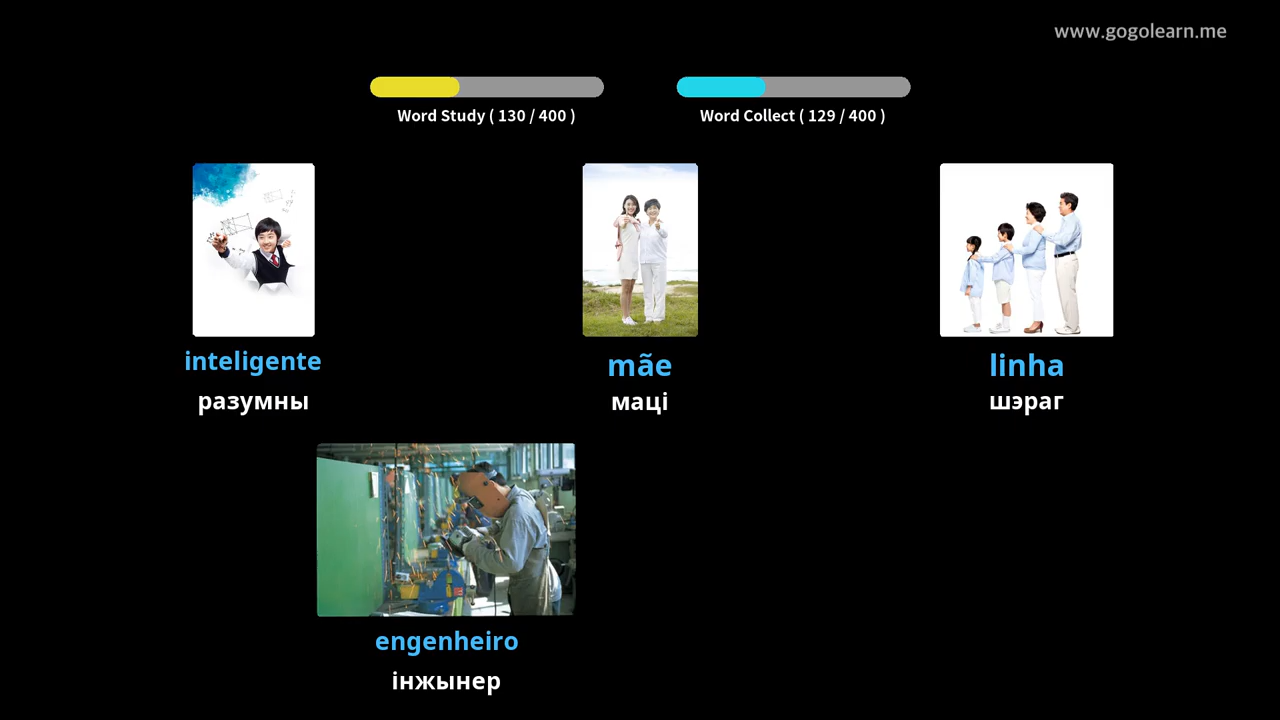 www.gogolearn.me
Word Study ( 130 / 400 )
Word Collect ( 129 / 400 )
inteligente
разумны
mãe
маці
linha
шэраг
engenheiro
інжынер